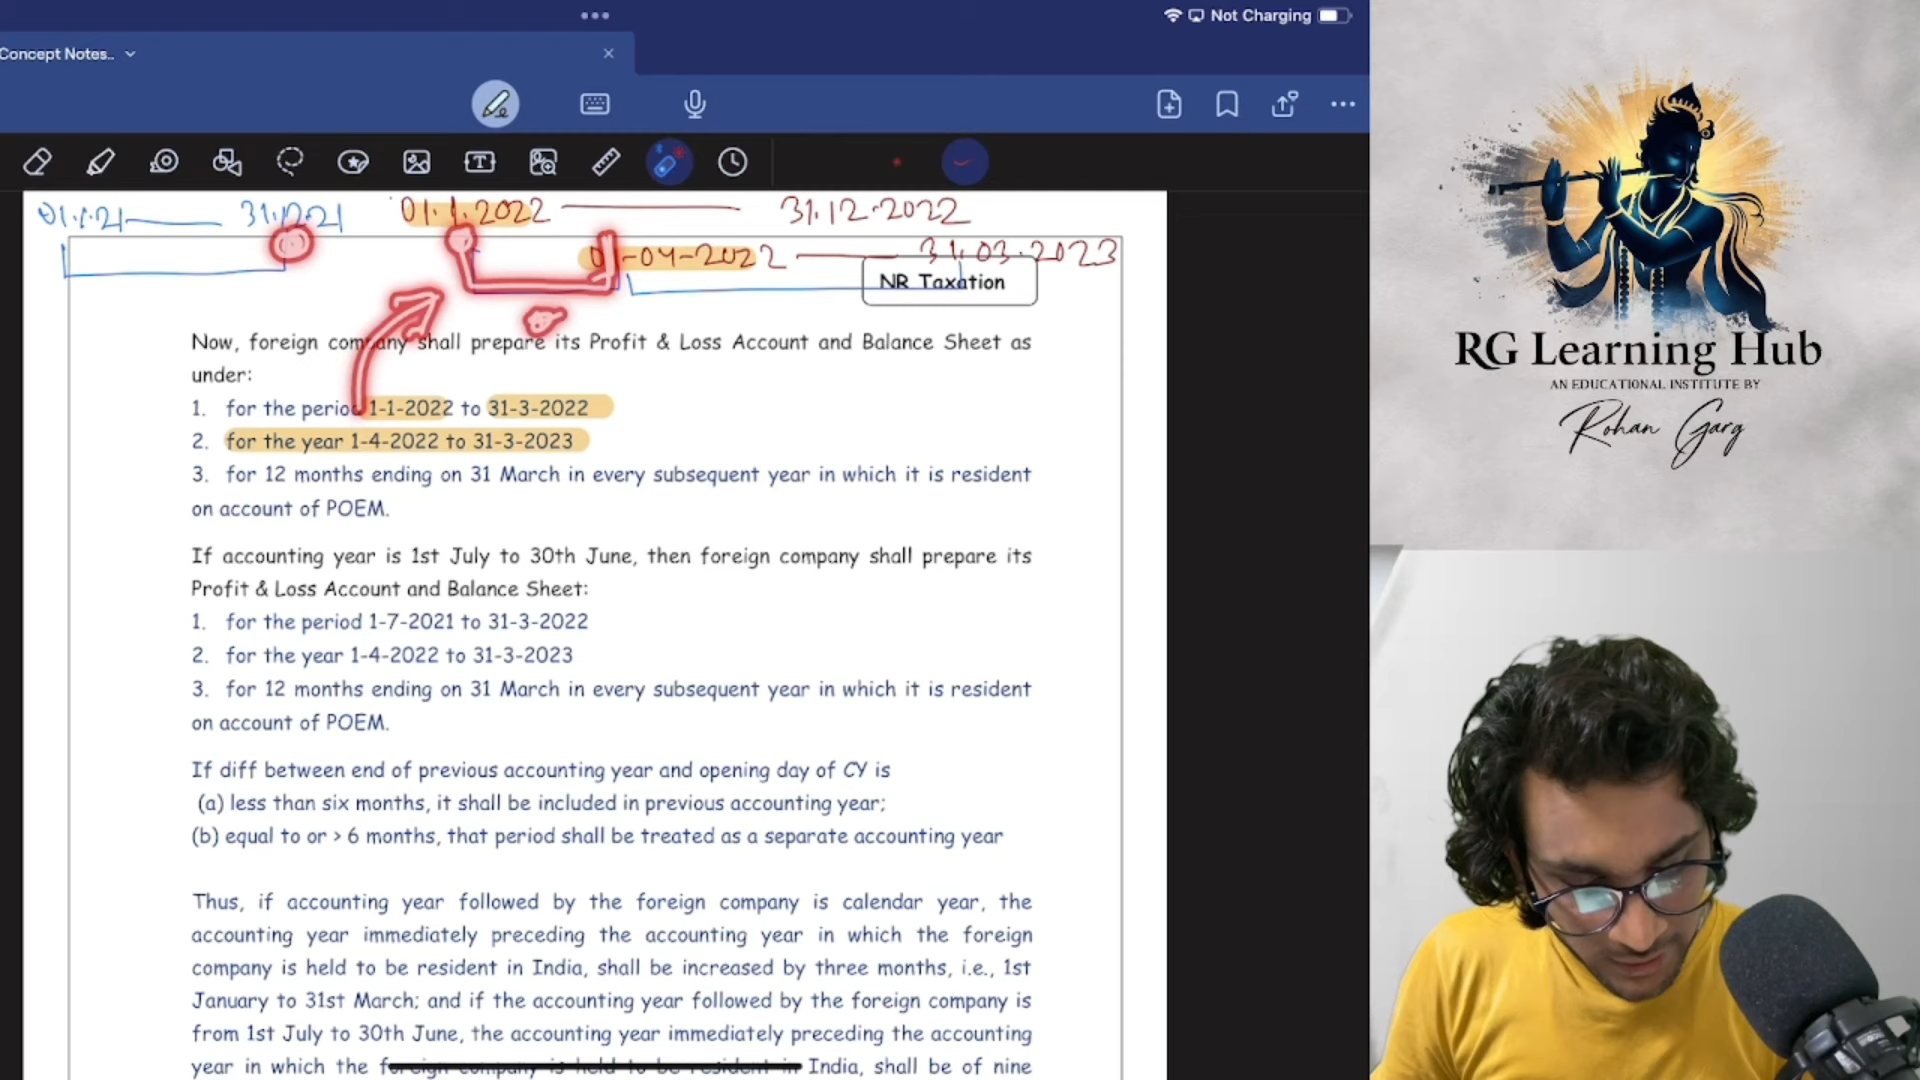 Not Charging
Concept Notes..
01.1.21 31.12.21 01.1.2022 31.12.2022
01-04-2022 31.03.2023
NR Taxation
Now, foreign company shall prepare its Profit & Loss Account and Balance Sheet as
under:
1. for the period 1-1-2022 to 31-3-2022
2. for the year 1-4-2022 to 31-3-2023
3. for 12 months ending on 31 March in every subsequent year in which it is resident
on account of POEM.
If accounting year is 1st July to 30th June, then foreign company shall prepare its
Profit & Loss Account and Balance Sheet:
1. for the period 1-7-2021 to 31-3-2022
2. for the year 1-4-2022 to 31-3-2023
3. for 12 months ending on 31 March in every subsequent year in which it is resident
on account of POEM.
If diff between end of previous accounting year and opening day of CY is
(a) less than six months, it shall be included in previous accounting year;
(b) equal to or > 6 months, that period shall be treated as a separate accounting year
Thus, if accounting year followed by the foreign company is calendar year, the
accounting year immediately preceding the accounting year in which the foreign
company is held to be resident in India, shall be increased by three months, i.e., 1st
January to 31st March; and if the accounting year followed by the foreign company is
from 1st July to 30th June, the accounting year immediately preceding the accounting
year in which the foreign company is held to be resident in India, shall be of nine
RG Learning Hub
AN EDUCATIONAL INSTITUTE BY
Rohan Garg